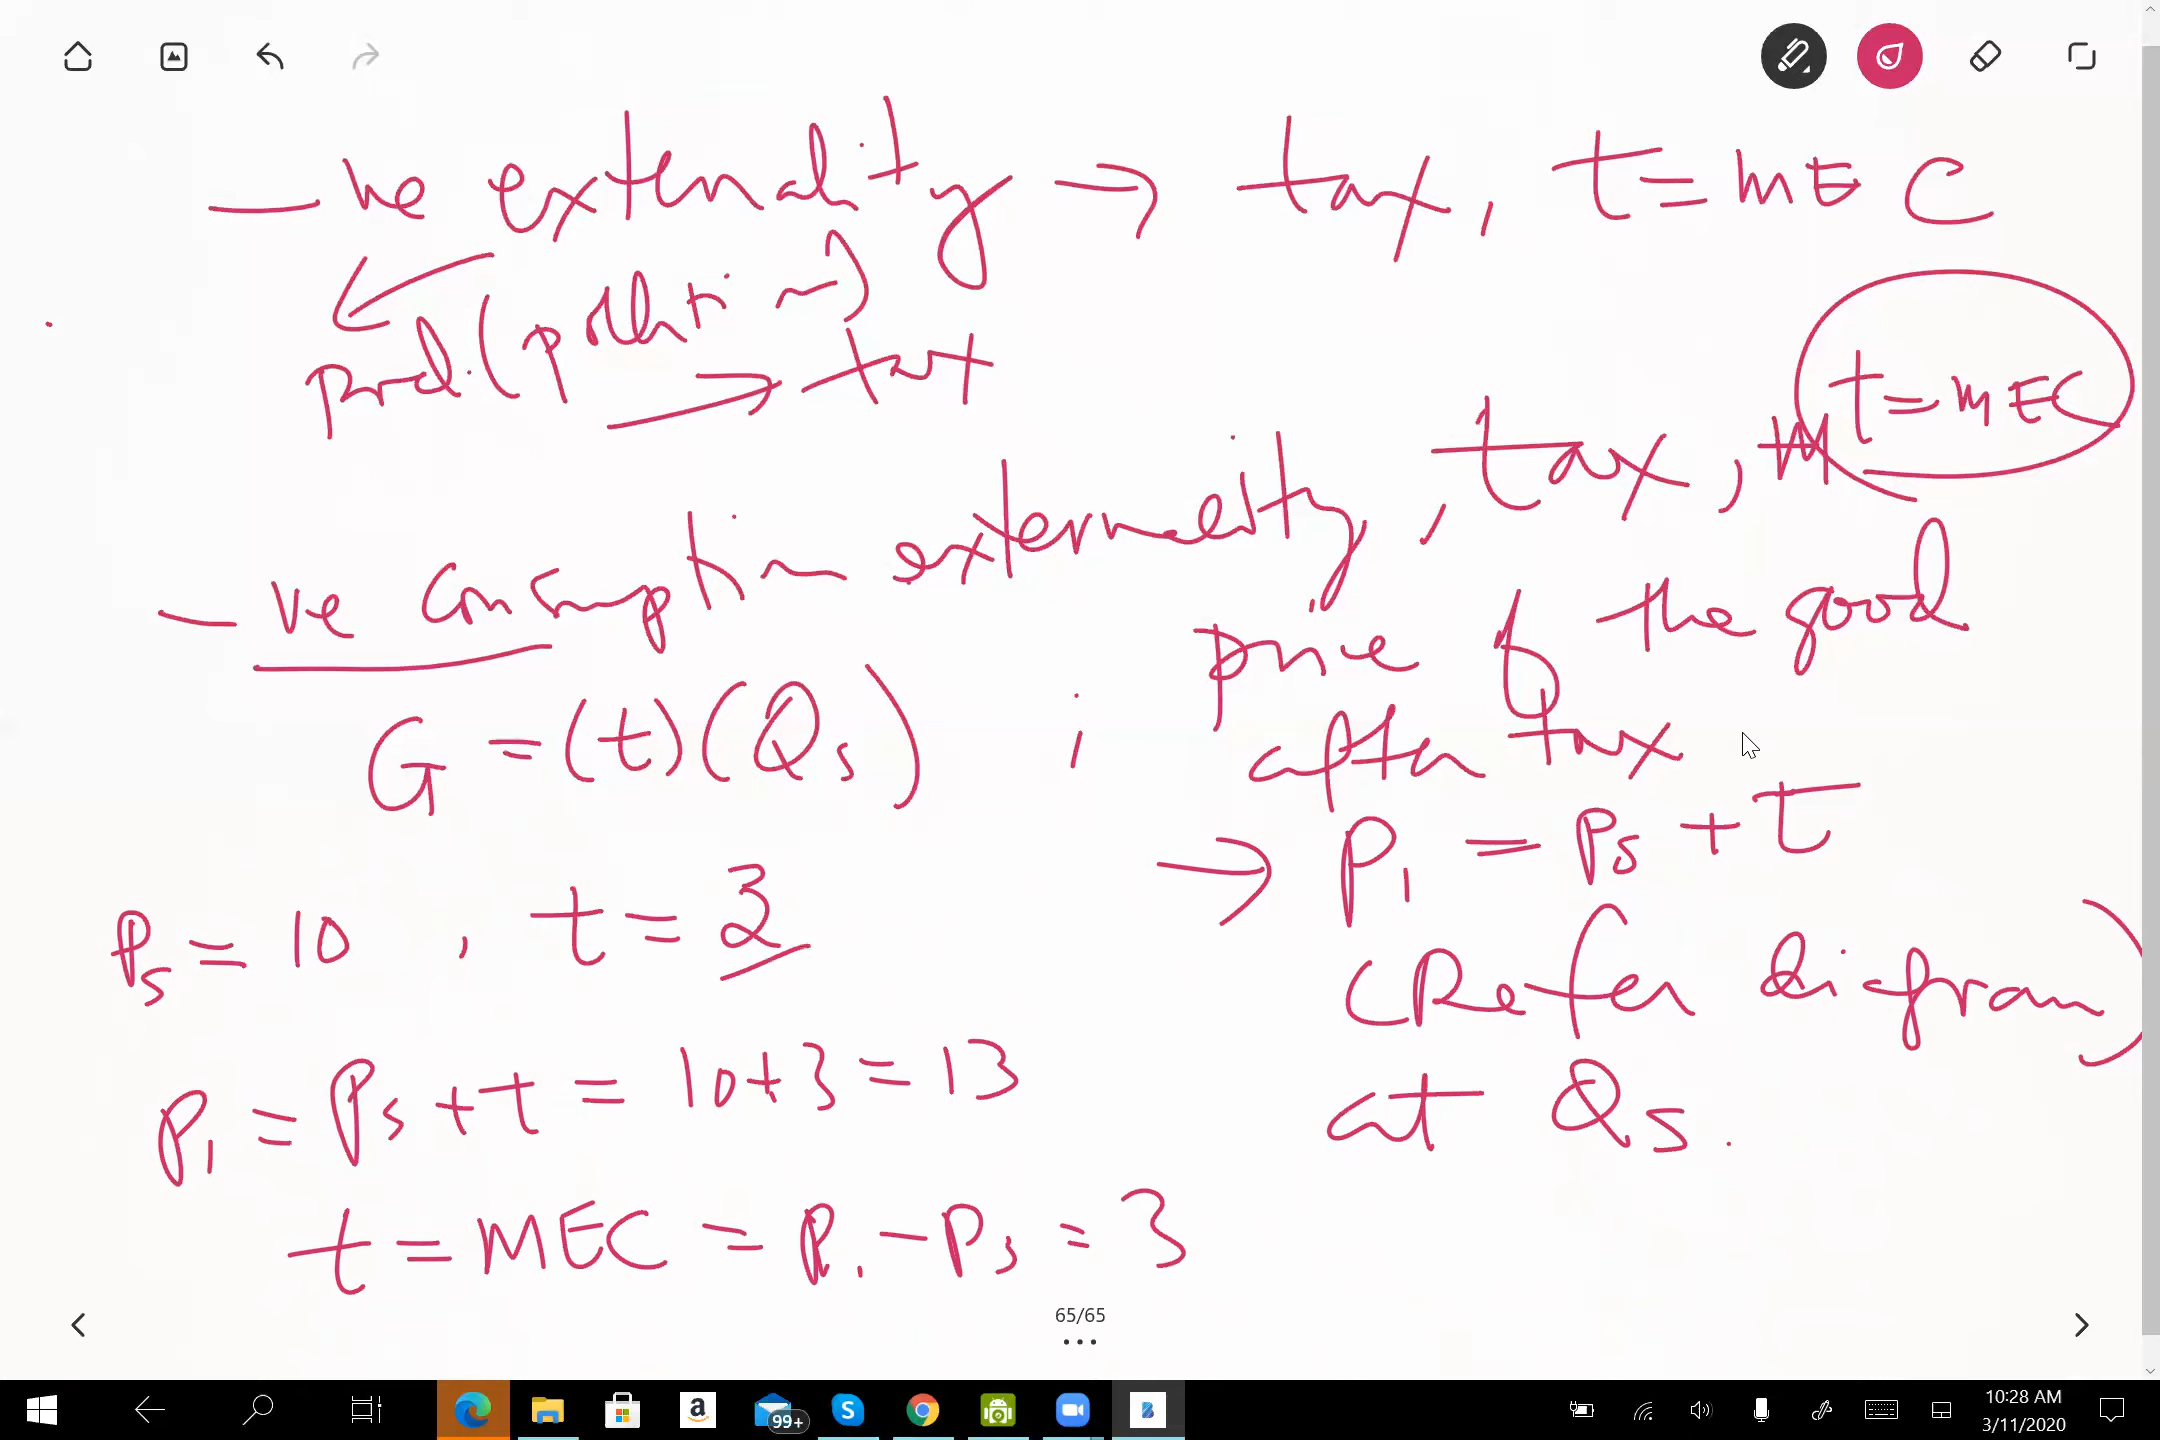 -ve externality → tax, t = MEC
prod. (pollution) → tax
t = MEC
-ve consumption externality, tax,
G = (t)(Qs) ; price of the good
after tax
→ P1 = Ps + t
Ps = 10 , t = 3
(Refer diagram)
P1 = Ps + t = 10 + 3 = 13
at Qs.
t = MEC = P1 - Ps = 3
65/65
99+
a
S
B
10:28 AM
3/11/2020